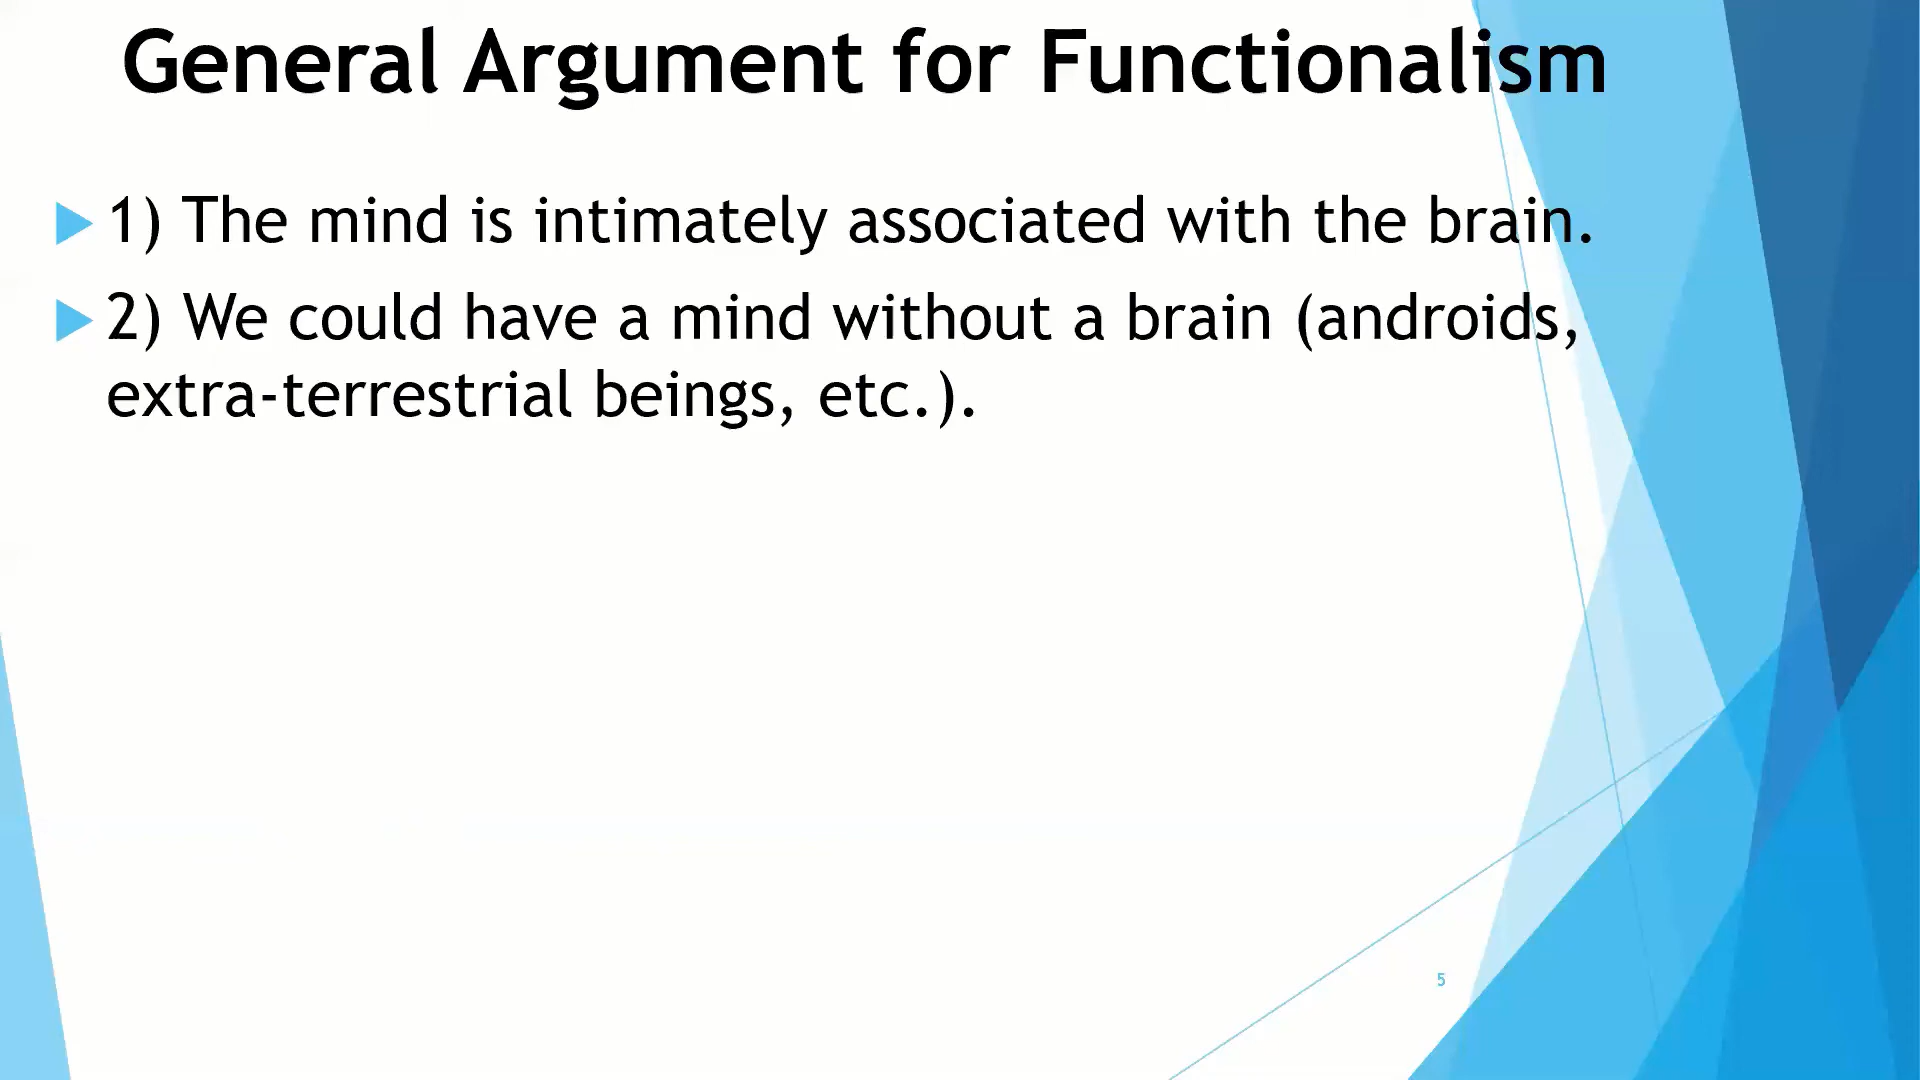 General Argument for Functionalism
1) The mind is intimately associated with the brain.
2) We could have a mind without a brain (androids,
extra-terrestrial beings, etc.).
5